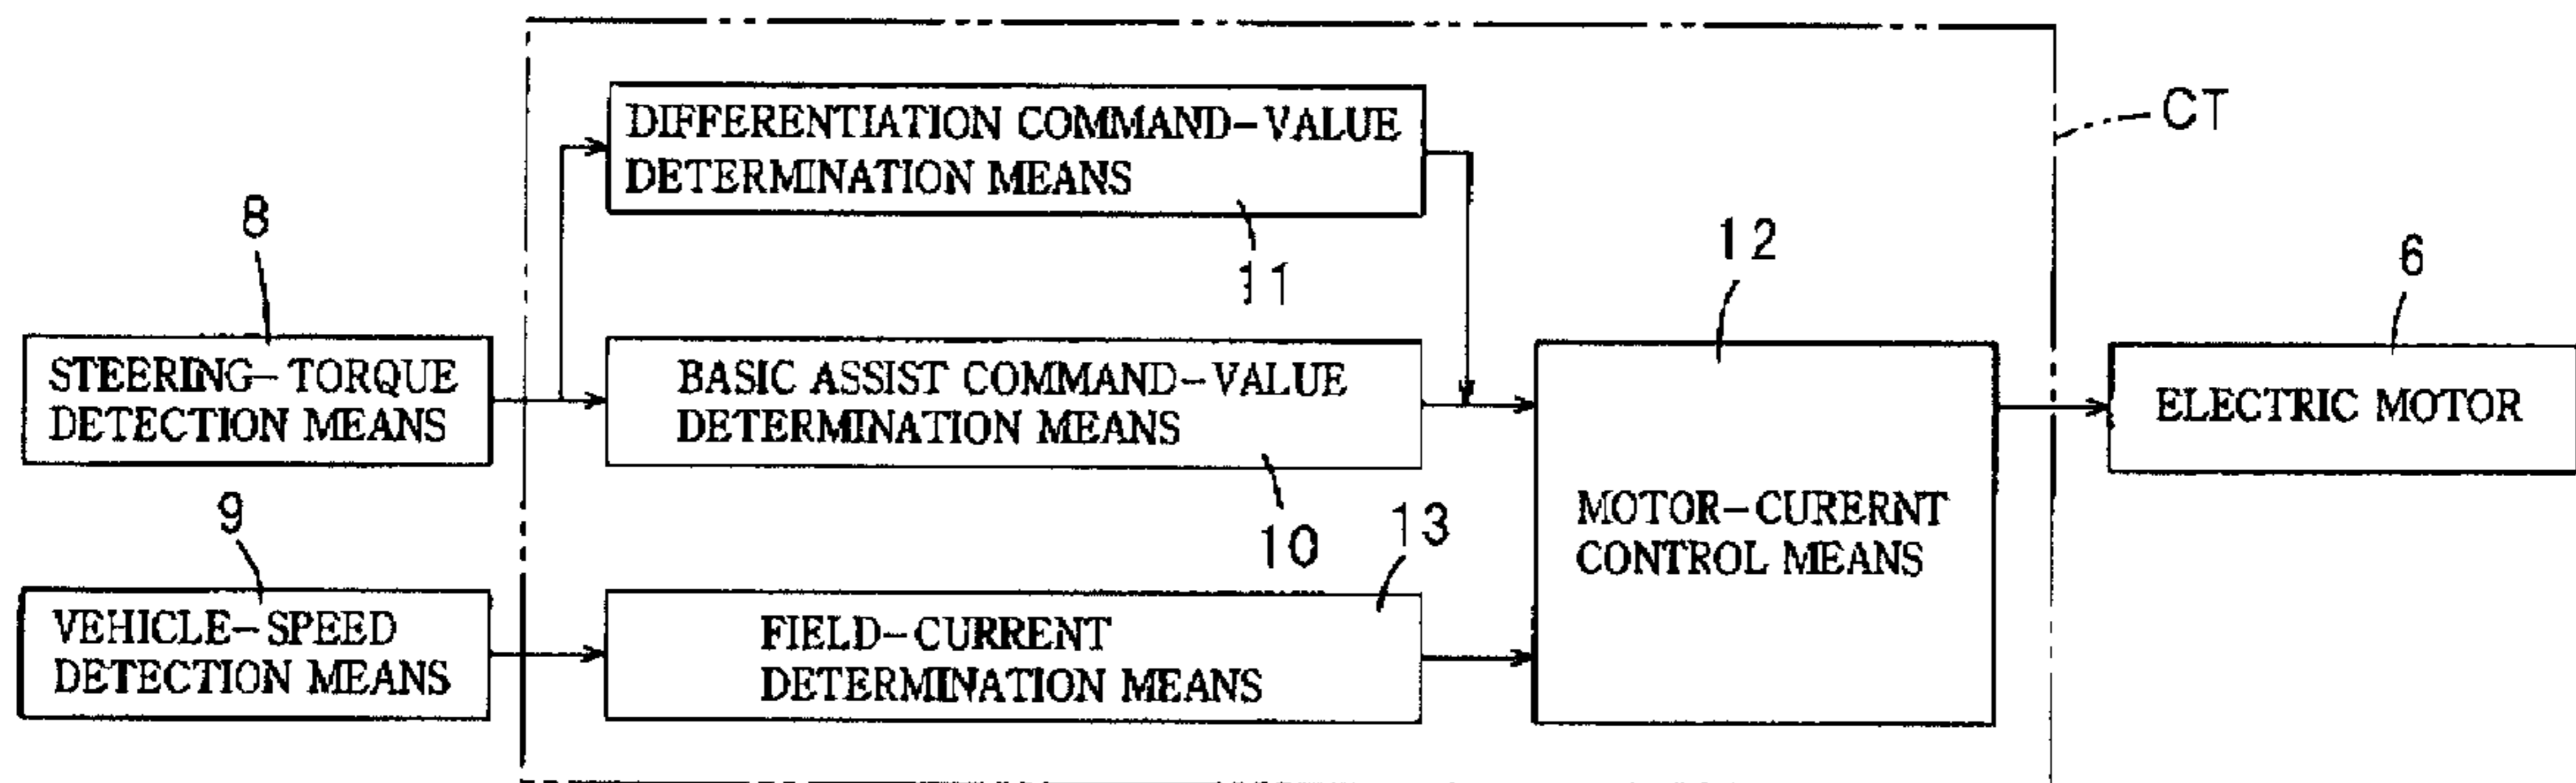 CT
DIFFERENTIATION COMMAND-VALUE
DETERMINATION MEANS
11
8
12
6
STEERING-TORQUE
DETECTION MEANS
BASIC ASSIST COMMAND-VALUE
DETERMINATION MEANS
10
ELECTRIC MOTOR
MOTOR-CURERNT
CONTROL MEANS
9
13
VEHICLE-SPEED
DETECTION MEANS
FIELD-CURRENT
DETERMINATION MEANS